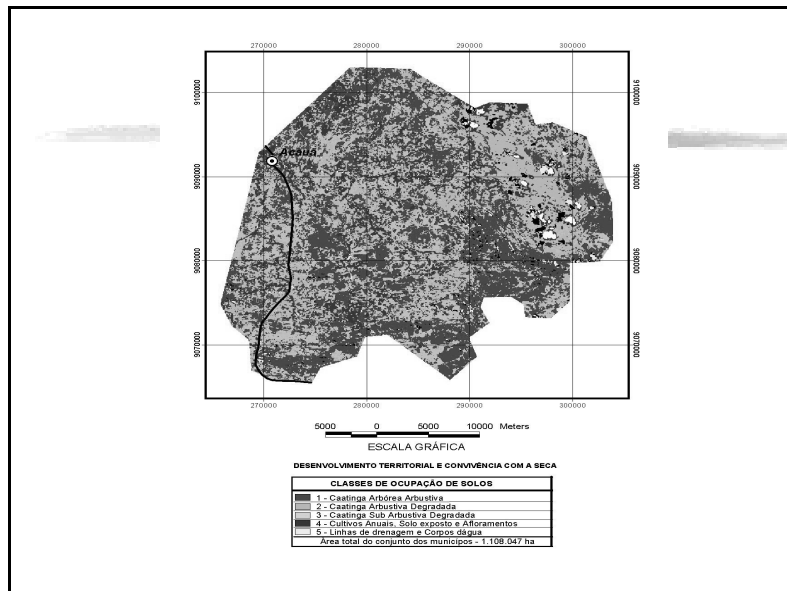 270000 280000 290000 300000
9100000 9100000
Acauã
9090000 9090000
9080000 9080000
9070000 9070000
270000 280000 290000 300000
5000 0 5000 10000 Meters
ESCALA GRÁFICA
DESENVOLVIMENTO TERRITORIAL E CONVIVÊNCIA COM A SECA
CLASSES DE OCUPAÇÃO DE SOLOS
1 - Caatinga Arbórea Arbustiva
2 - Caatinga Arbustiva Degradada
3 - Caatinga Sub Arbustiva Degradada
4 - Cultivos Anuais, Solo exposto e Afloramentos
5 - Linhas de drenagem e Corpos dágua
Área total do conjunto dos municípos - 1.108.047 ha